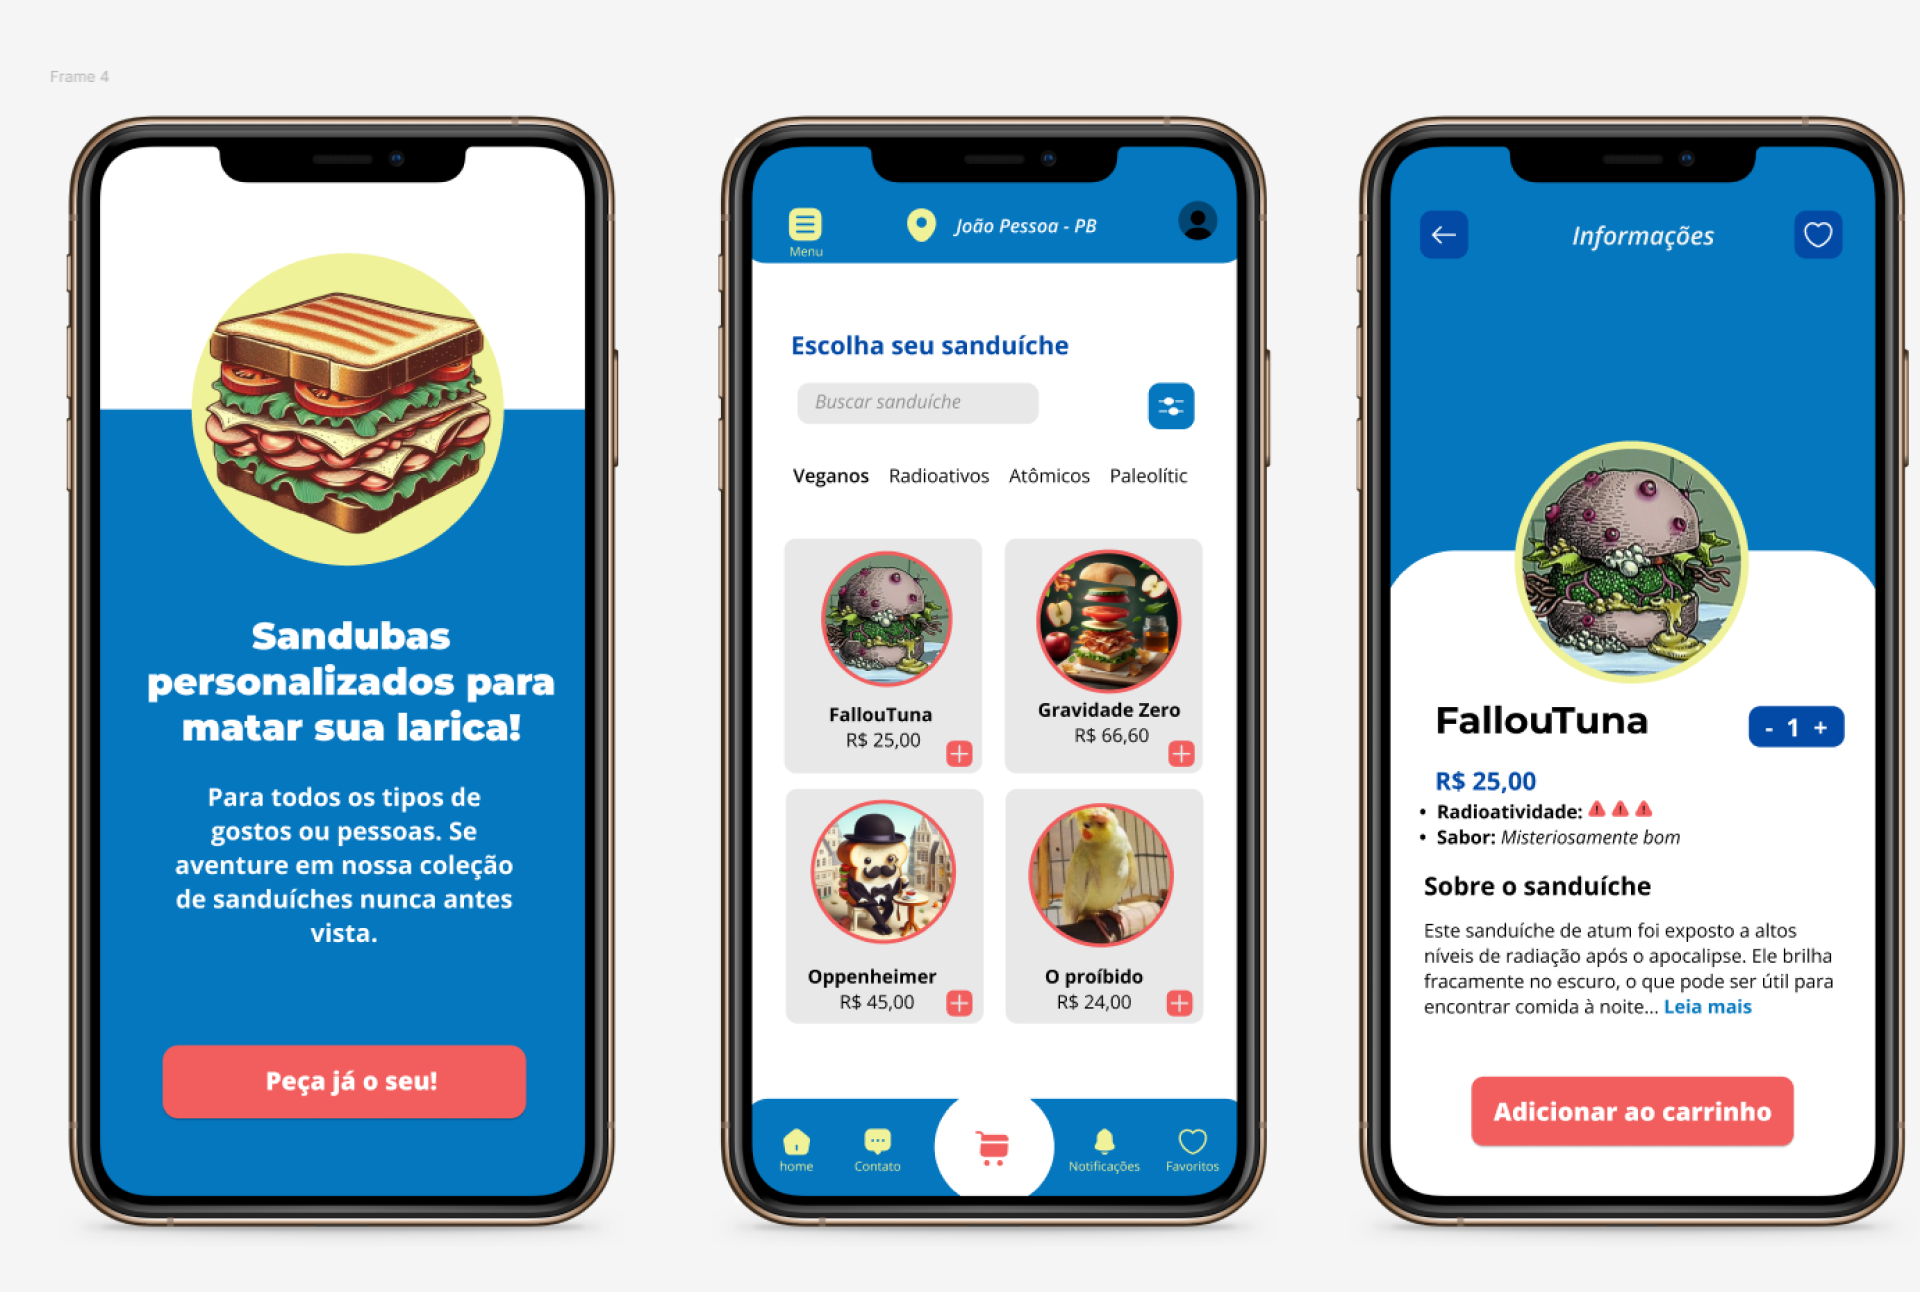 Frame 4
Sandubas
personalizados para
matar sua larica!
Para todos os tipos de
gostos ou pessoas. Se
aventure em nossa coleção
de sanduíches nunca antes
vista.
Peça já o seu!
Menu
João Pessoa - PB
Escolha seu sanduíche
Buscar sanduíche
Veganos Radioativos Atômicos Paleolític
FallouTuna
R$ 25,00
Gravidade Zero
R$ 66,60
Oppenheimer
R$ 45,00
O proíbido
R$ 24,00
home
Contato
Notificações
Favoritos
Informações
FallouTuna
- 1 +
R$ 25,00
• Radioatividade:
• Sabor: Misteriosamente bom
Sobre o sanduíche
Este sanduíche de atum foi exposto a altos
níveis de radiação após o apocalipse. Ele brilha
fracamente no escuro, o que pode ser útil para
encontrar comida à noite... Leia mais
Adicionar ao carrinho